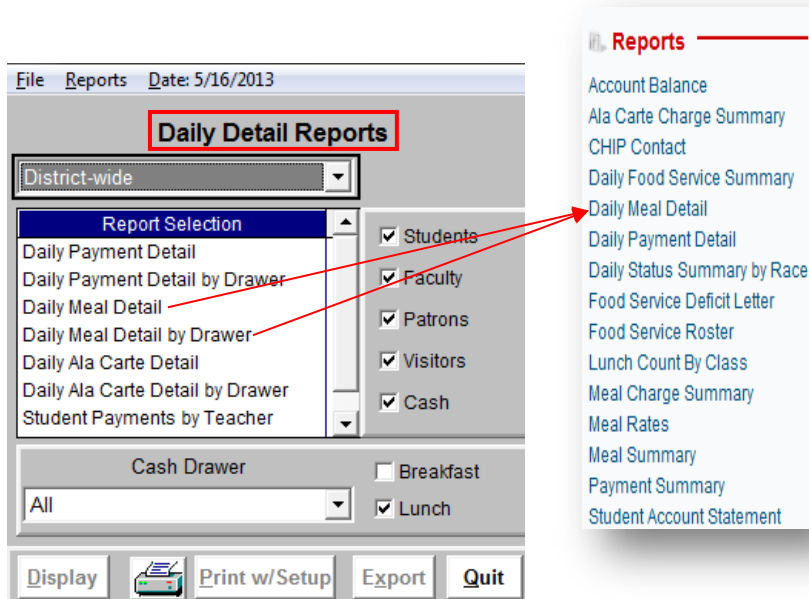 File Reports Date: 5/16/2013
Daily Detail Reports
District-wide
Report Selection
Daily Payment Detail
Daily Payment Detail by Drawer
Daily Meal Detail
Daily Meal Detail by Drawer
Daily Ala Carte Detail
Daily Ala Carte Detail by Drawer
Student Payments by Teacher
Students
Faculty
Patrons
Visitors
Cash
Cash Drawer
All
Breakfast
Lunch
Display Print w/Setup Export Quit
Reports
Account Balance
Ala Carte Charge Summary
CHIP Contact
Daily Food Service Summary
Daily Meal Detail
Daily Payment Detail
Daily Status Summary by Race
Food Service Deficit Letter
Food Service Roster
Lunch Count By Class
Meal Charge Summary
Meal Rates
Meal Summary
Payment Summary
Student Account Statement